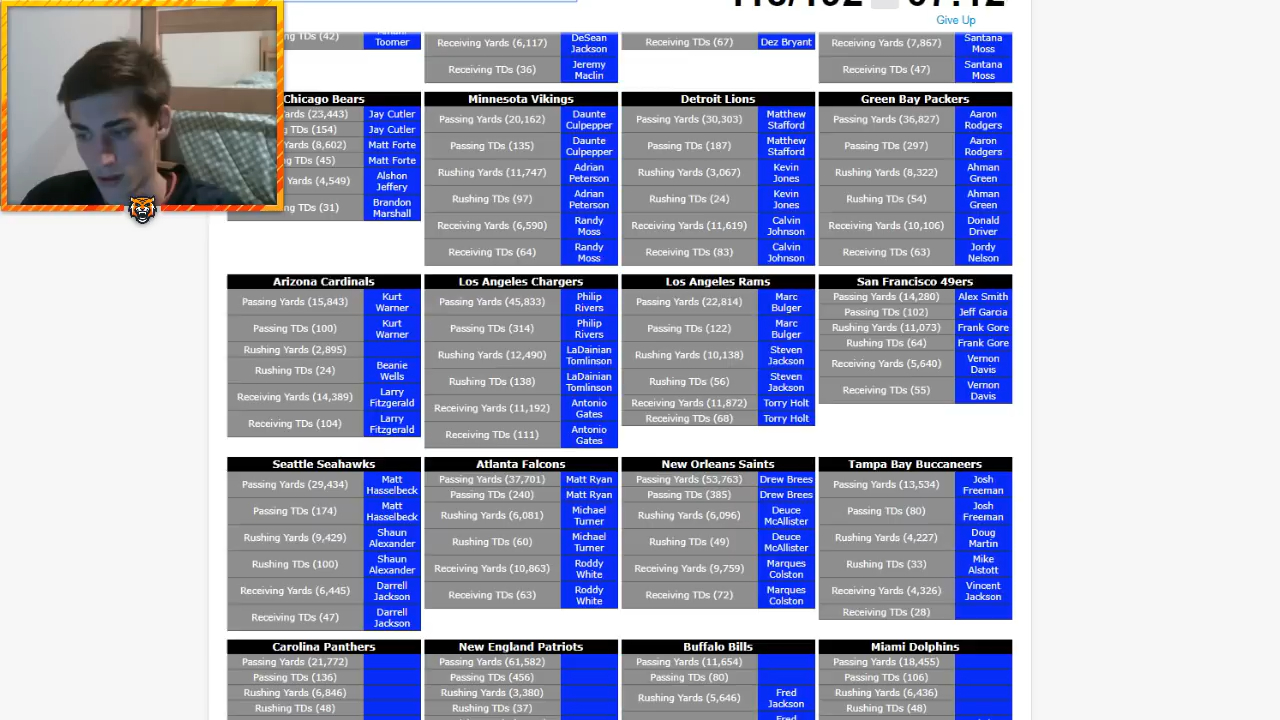 Give Up
Receiving TDs (42)
Toomer
Receiving Yards (6,117)
DeSean
Jackson
Receiving TDs (36)
Jeremy
Maclin
Receiving TDs (67)
Dez Bryant
Receiving Yards (7,867)
Santana
Moss
Receiving TDs (47)
Santana
Moss
Chicago Bears
Yards (23,443)
Jay Cutler
TDs (154)
Jay Cutler
Yards (8,602)
Matt Forte
TDs (45)
Matt Forte
Yards (4,549)
Alshon
Jeffery
TDs (31)
Brandon
Marshall
Minnesota Vikings
Passing Yards (20,162)
Daunte
Culpepper
Passing TDs (135)
Daunte
Culpepper
Rushing Yards (11,747)
Adrian
Peterson
Rushing TDs (97)
Adrian
Peterson
Receiving Yards (6,590)
Randy
Moss
Receiving TDs (64)
Randy
Moss
Detroit Lions
Passing Yards (30,303)
Matthew
Stafford
Passing TDs (187)
Matthew
Stafford
Rushing Yards (3,067)
Kevin
Jones
Rushing TDs (24)
Kevin
Jones
Receiving Yards (11,619)
Calvin
Johnson
Receiving TDs (83)
Calvin
Johnson
Green Bay Packers
Passing Yards (36,827)
Aaron
Rodgers
Passing TDs (297)
Aaron
Rodgers
Rushing Yards (8,322)
Ahman
Green
Rushing TDs (54)
Ahman
Green
Receiving Yards (10,106)
Donald
Driver
Receiving TDs (63)
Jordy
Nelson
Arizona Cardinals
Passing Yards (15,843)
Kurt
Warner
Passing TDs (100)
Kurt
Warner
Rushing Yards (2,895)
Rushing TDs (24)
Beanie
Wells
Receiving Yards (14,389)
Larry
Fitzgerald
Receiving TDs (104)
Larry
Fitzgerald
Los Angeles Chargers
Passing Yards (45,833)
Philip
Rivers
Passing TDs (314)
Philip
Rivers
Rushing Yards (12,490)
LaDainian
Tomlinson
Rushing TDs (138)
LaDainian
Tomlinson
Receiving Yards (11,192)
Antonio
Gates
Receiving TDs (111)
Antonio
Gates
Los Angeles Rams
Passing Yards (22,814)
Marc
Bulger
Passing TDs (122)
Marc
Bulger
Rushing Yards (10,138)
Steven
Jackson
Rushing TDs (56)
Steven
Jackson
Receiving Yards (11,872)
Torry Holt
Receiving TDs (68)
Torry Holt
San Francisco 49ers
Passing Yards (14,280)
Alex Smith
Passing TDs (102)
Jeff Garcia
Rushing Yards (11,073)
Frank Gore
Rushing TDs (64)
Frank Gore
Receiving Yards (5,640)
Vernon
Davis
Receiving TDs (55)
Vernon
Davis
Seattle Seahawks
Passing Yards (29,434)
Matt
Hasselbeck
Passing TDs (174)
Matt
Hasselbeck
Rushing Yards (9,429)
Shaun
Alexander
Rushing TDs (100)
Shaun
Alexander
Receiving Yards (6,445)
Darrell
Jackson
Receiving TDs (47)
Darrell
Jackson
Atlanta Falcons
Passing Yards (37,701)
Matt Ryan
Passing TDs (240)
Matt Ryan
Rushing Yards (6,081)
Michael
Turner
Rushing TDs (60)
Michael
Turner
Receiving Yards (10,863)
Roddy
White
Receiving TDs (63)
Roddy
White
New Orleans Saints
Passing Yards (53,763)
Drew Brees
Passing TDs (385)
Drew Brees
Rushing Yards (6,096)
Deuce
McAllister
Rushing TDs (49)
Deuce
McAllister
Receiving Yards (9,759)
Marques
Colston
Receiving TDs (72)
Marques
Colston
Tampa Bay Buccaneers
Passing Yards (13,534)
Josh
Freeman
Passing TDs (80)
Josh
Freeman
Rushing Yards (4,227)
Doug
Martin
Rushing TDs (33)
Mike
Alstott
Receiving Yards (4,326)
Vincent
Jackson
Receiving TDs (28)
Carolina Panthers
Passing Yards (21,772)
Passing TDs (136)
Rushing Yards (6,846)
Rushing TDs (48)
New England Patriots
Passing Yards (61,582)
Passing TDs (456)
Rushing Yards (3,380)
Rushing TDs (37)
Buffalo Bills
Passing Yards (11,654)
Passing TDs (80)
Rushing Yards (5,646)
Fred
Jackson
Fred
Miami Dolphins
Passing Yards (18,455)
Passing TDs (106)
Rushing Yards (6,436)
Rushing TDs (48)